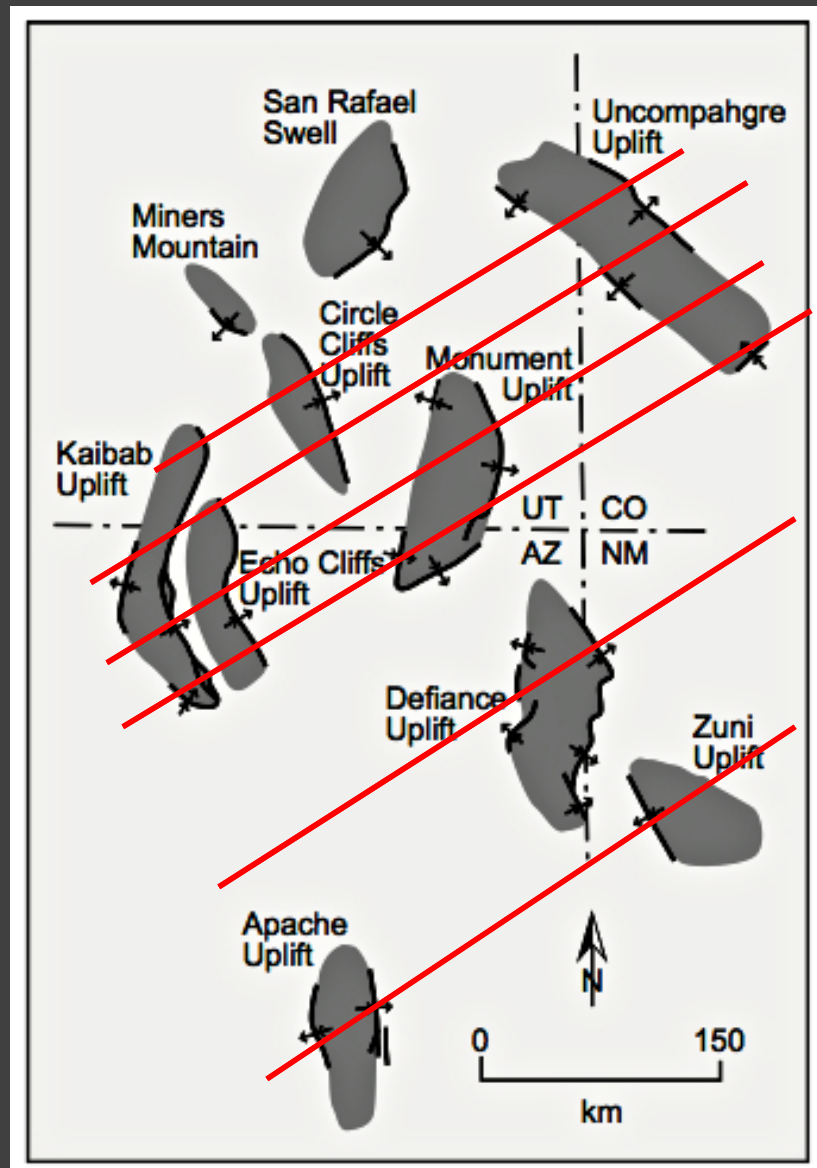 San Rafael
Swell
Uncompahgre
Uplift
Miners
Mountain
Circle
Cliffs
Uplift
Monument
Uplift
Kaibab
Uplift
UT CO
AZ NM
Echo Cliffs
Uplift
Defiance
Uplift
Zuni
Uplift
Apache
Uplift
N
0 150
km